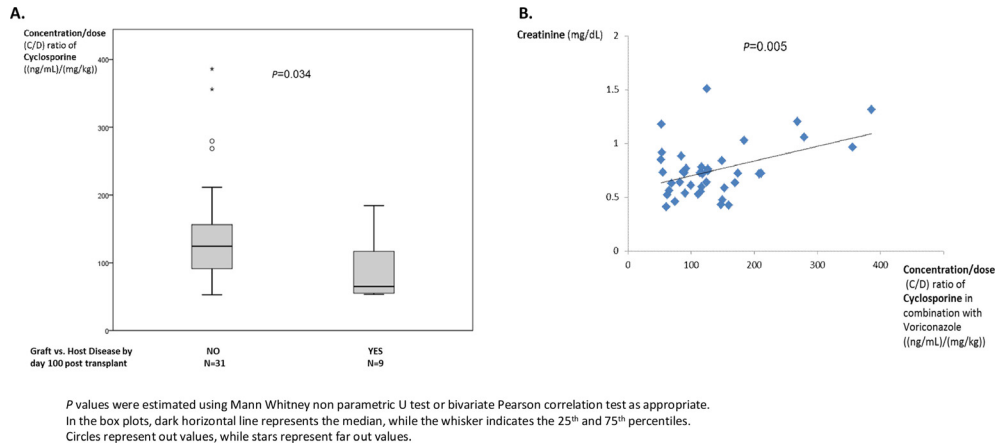 A.
Concentration/dose
(C/D) ratio of
Cyclosporine
((ng/mL)/(mg/kg))
400
300
200
100
0
P=0.034
*
*
Graft vs. Host Disease by
day 100 post transplant
NO
N=31
YES
N=9
B.
Creatinine (mg/dL)
2
1.5
1
0.5
0
P=0.005
0 100 200 300 400
Concentration/dose
(C/D) ratio of
Cyclosporine in
combination with
Voriconazole
((ng/mL)/(mg/kg))
P values were estimated using Mann Whitney non parametric U test or bivariate Pearson correlation test as appropriate.
In the box plots, dark horizontal line represents the median, while the whisker indicates the 25th and 75th percentiles.
Circles represent out values, while stars represent far out values.